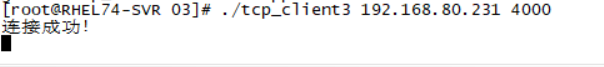 [root@RHEL74-SVR 03]# ./tcp_client3 192.168.80.231 4000
连接成功!